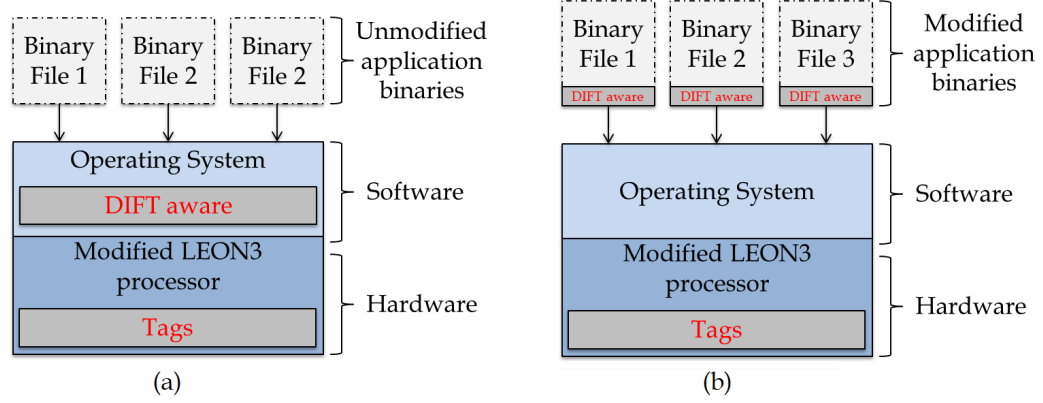 Binary
File 1
Binary
File 2
Binary
File 2
Unmodified
application
binaries
Operating System
DIFT aware
Software
Modified LEON3
processor
Tags
Hardware
(a)
Binary
File 1
DIFT aware
Binary
File 2
DIFT aware
Binary
File 3
DIFT aware
Modified
application
binaries
Operating System
Software
Modified LEON3
processor
Tags
Hardware
(b)